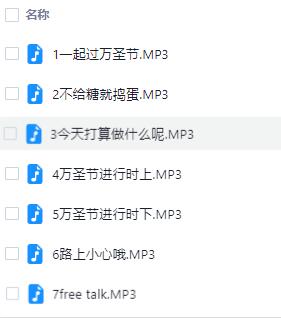 名称
1一起过万圣节.MP3
2不给糖就捣蛋.MP3
3今天打算做什么呢.MP3
4万圣节进行时上.MP3
5万圣节进行时下.MP3
6路上小心哦.MP3
7free talk.MP3